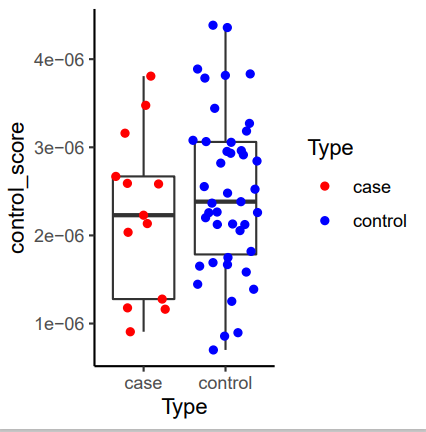 control_score
4e−06
3e−06
2e−06
1e−06
case
control
Type
Type
case
control